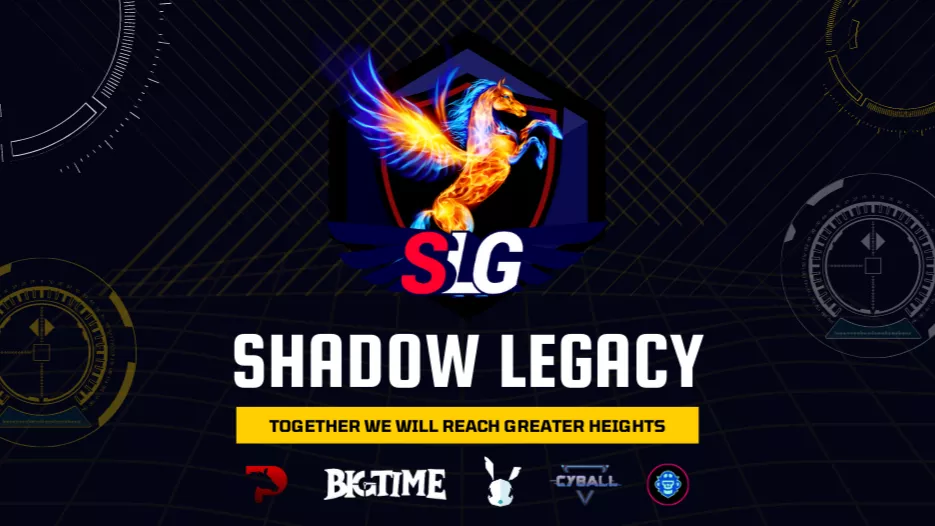 SLG
SHADOW LEGACY
TOGETHER WE WILL REACH GREATER HEIGHTS
BIGTIME
CYBALL